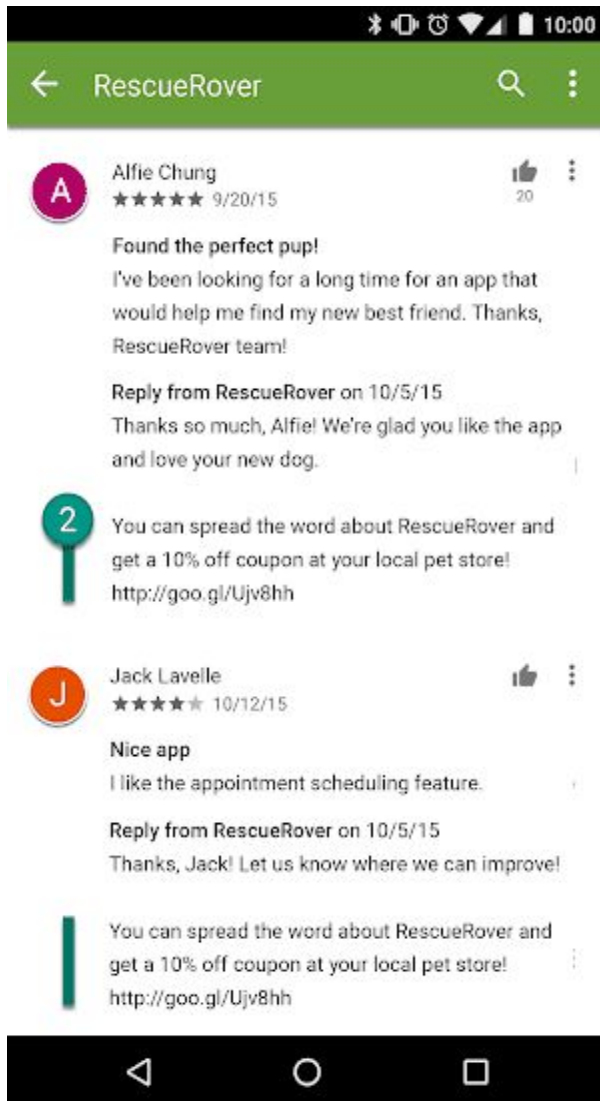 10:00
RescueRover
A
Alfie Chung
9/20/15
20
Found the perfect pup!
I've been looking for a long time for an app that
would help me find my new best friend. Thanks,
RescueRover team!
Reply from RescueRover on 10/5/15
Thanks so much, Alfie! We're glad you like the app
and love your new dog.
2
You can spread the word about RescueRover and
get a 10% off coupon at your local pet store!
http://goo.gl/Ujv8hh
J
Jack Lavelle
10/12/15
Nice app
I like the appointment scheduling feature.
Reply from RescueRover on 10/5/15
Thanks, Jack! Let us know where we can improve!
You can spread the word about RescueRover and
get a 10% off coupon at your local pet store!
http://goo.gl/Ujv8hh